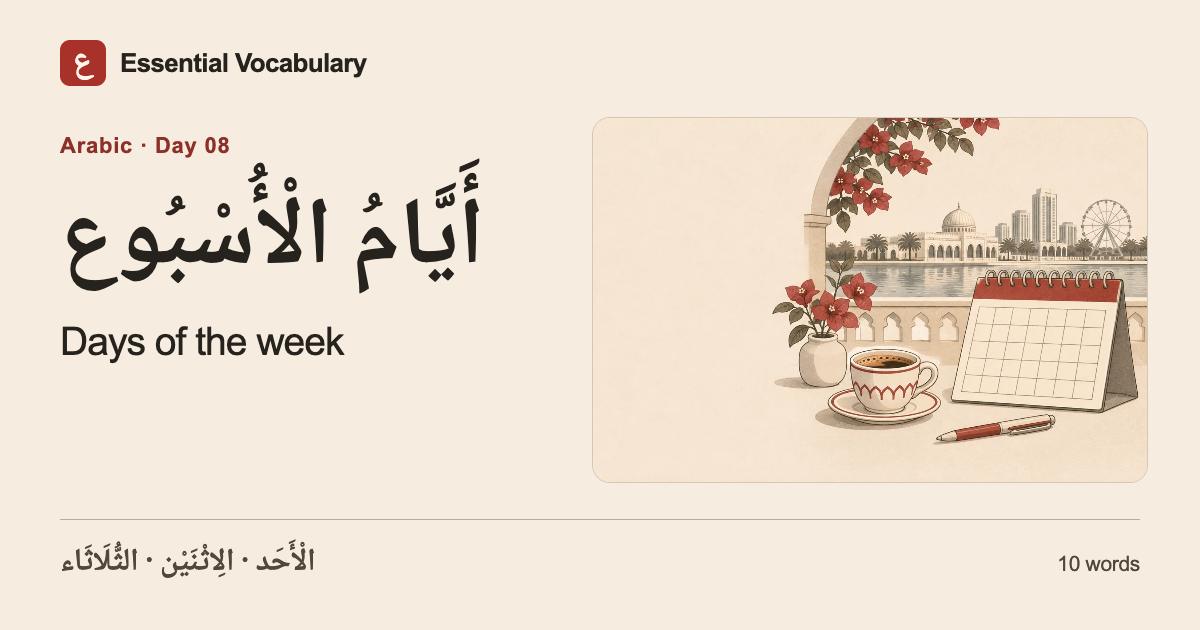 ع Essential Vocabulary
Arabic · Day 08
أَيَّامُ الْأُسْبُوع
Days of the week
الْأَحَد · الِاثْنَيْن · الثُّلَاثَاء
10 words